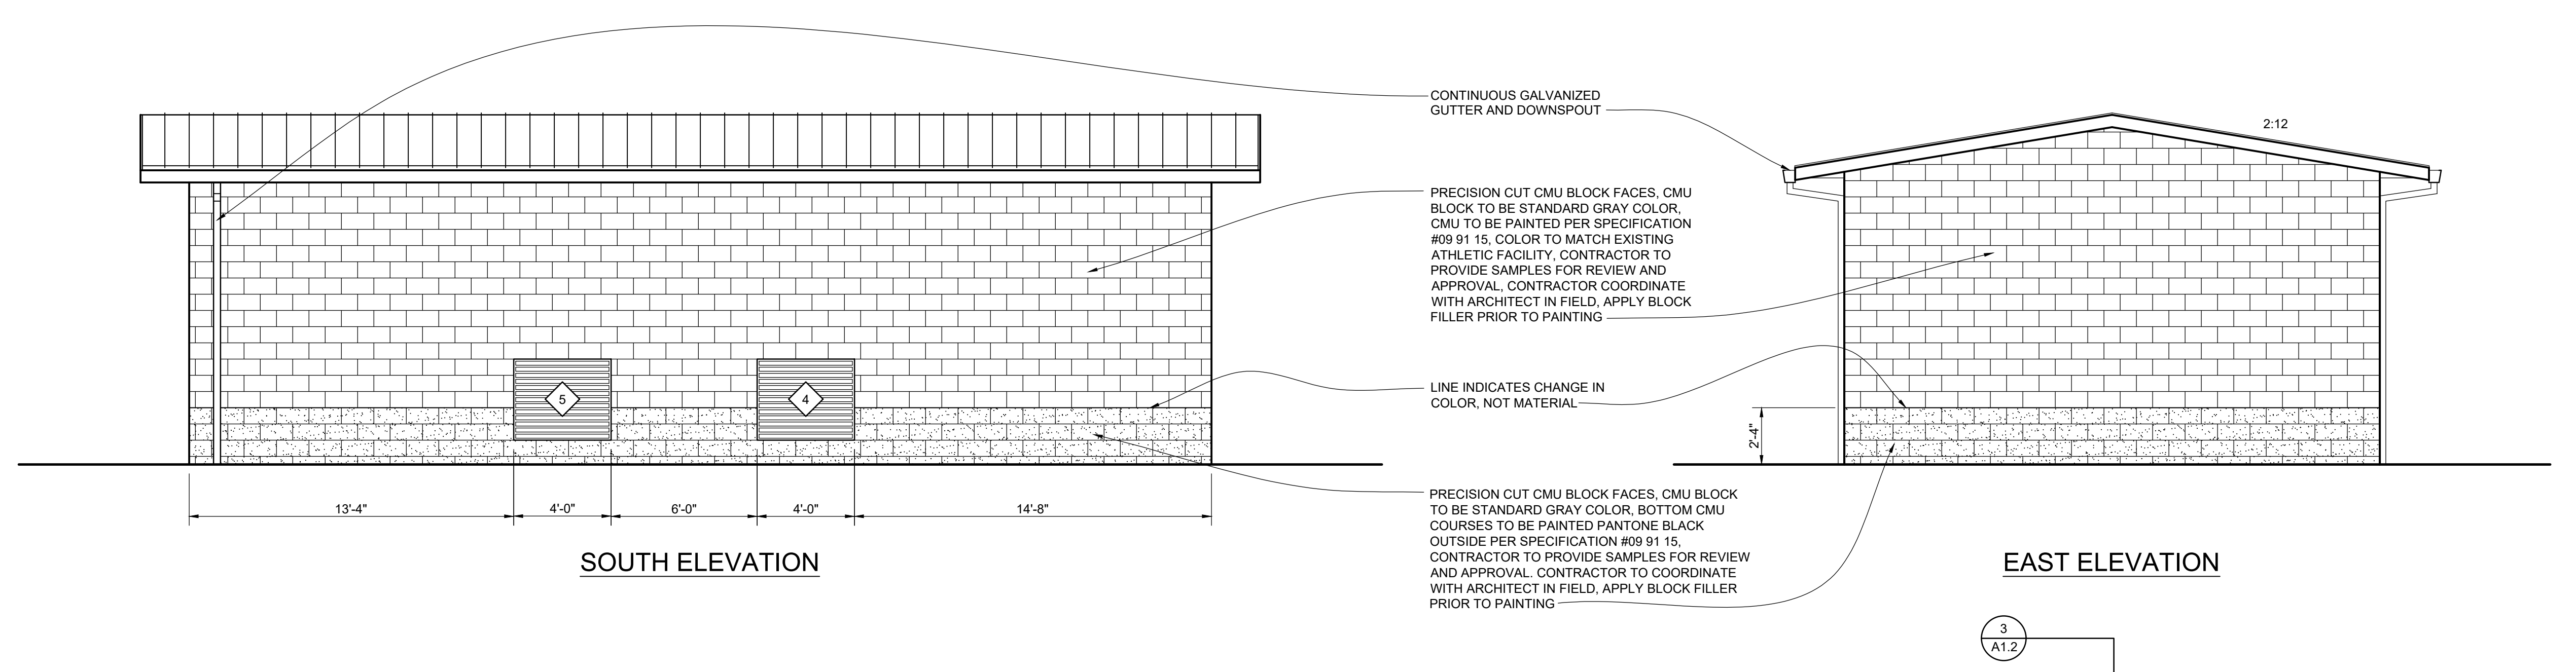 CONTINUOUS GALVANIZED
GUTTER AND DOWNSPOUT
2:12
PRECISION CUT CMU BLOCK FACES, CMU
BLOCK TO BE STANDARD GRAY COLOR,
CMU TO BE PAINTED PER SPECIFICATION
#09 91 15, COLOR TO MATCH EXISTING
ATHLETIC FACILITY, CONTRACTOR TO
PROVIDE SAMPLES FOR REVIEW AND
APPROVAL, CONTRACTOR COORDINATE
WITH ARCHITECT IN FIELD, APPLY BLOCK
FILLER PRIOR TO PAINTING
LINE INDICATES CHANGE IN
COLOR, NOT MATERIAL
5
4
2'-4"
13'-4"
4'-0"
6'-0"
4'-0"
14'-8"
PRECISION CUT CMU BLOCK FACES, CMU BLOCK
TO BE STANDARD GRAY COLOR, BOTTOM CMU
COURSES TO BE PAINTED PANTONE BLACK
OUTSIDE PER SPECIFICATION #09 91 15,
CONTRACTOR TO PROVIDE SAMPLES FOR REVIEW
AND APPROVAL. CONTRACTOR TO COORDINATE
WITH ARCHITECT IN FIELD, APPLY BLOCK FILLER
PRIOR TO PAINTING
SOUTH ELEVATION
EAST ELEVATION
3
A1.2